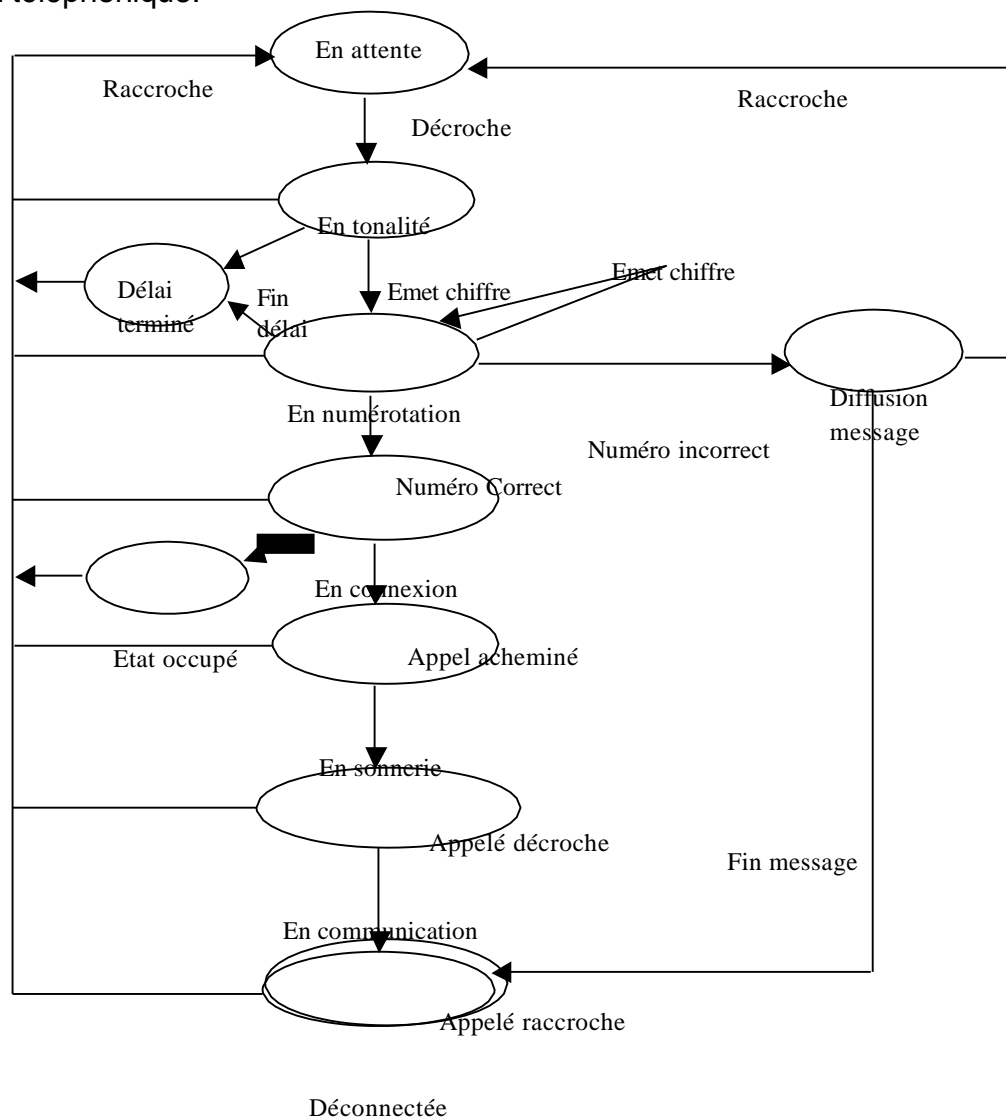 téléphonique.
En attente
Raccroche
Raccroche
Décroche
En tonalité
Emet chiffre
Délai
terminé
Fin
délai
Emet chiffre
En numérotation
Diffusion
message
Numéro incorrect
Numéro Correct
En connexion
Etat occupé
Appel acheminé
En sonnerie
Appelé décroche
Fin message
En communication
Appelé raccroche
Déconnectée